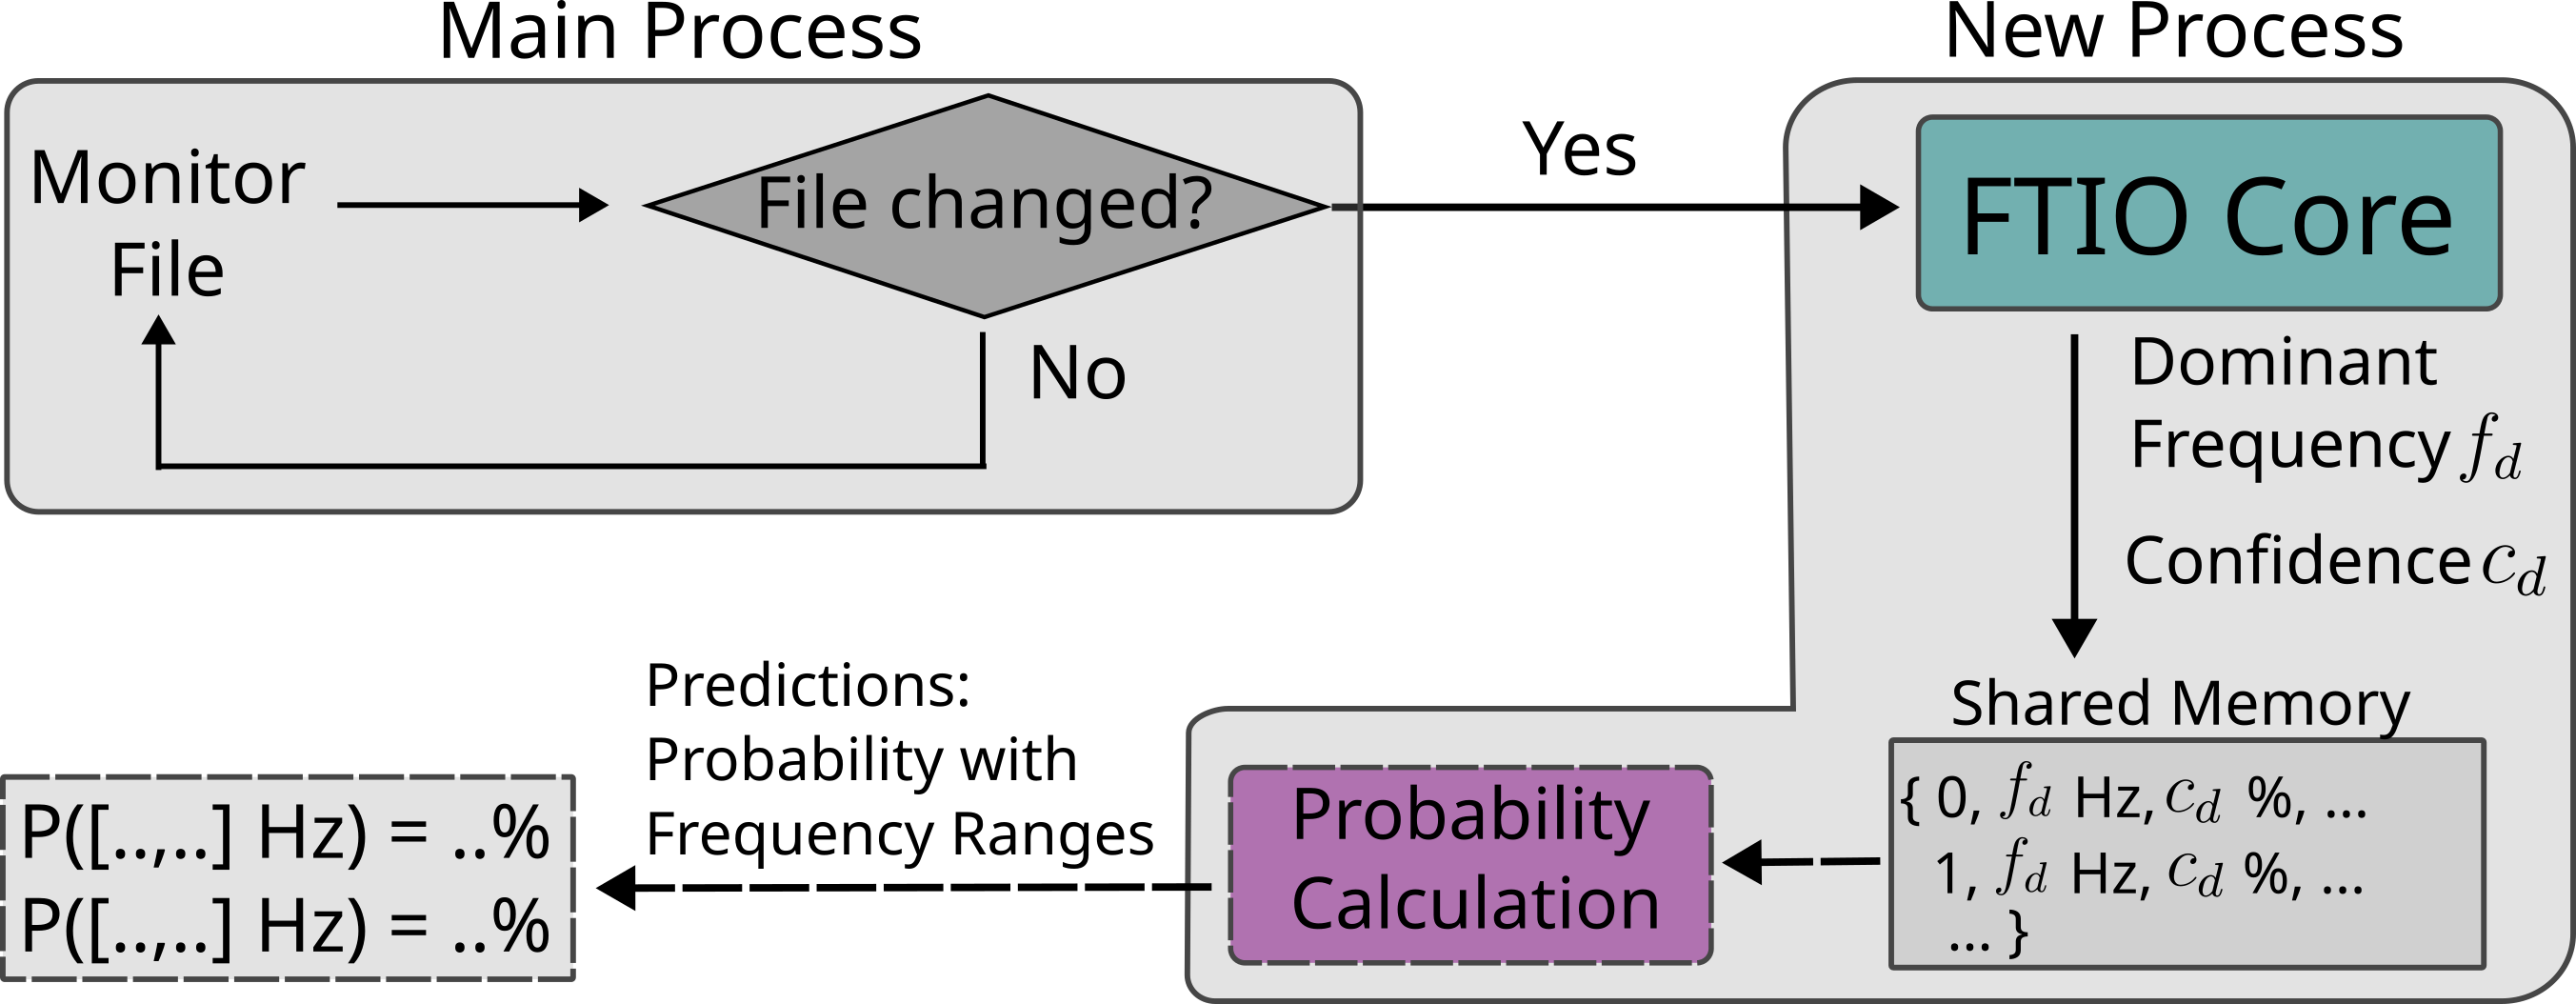 Main Process
New Process
Monitor
File
File changed?
Yes
No
FTIO Core
Dominant
Frequency f_d
Confidence c_d
Shared Memory
{ 0, f_d Hz, c_d %, ...
1, f_d Hz, c_d %, ...
... }
Probability
Calculation
Predictions:
Probability with
Frequency Ranges
P([..,..] Hz) = ..%
P([..,..] Hz) = ..%